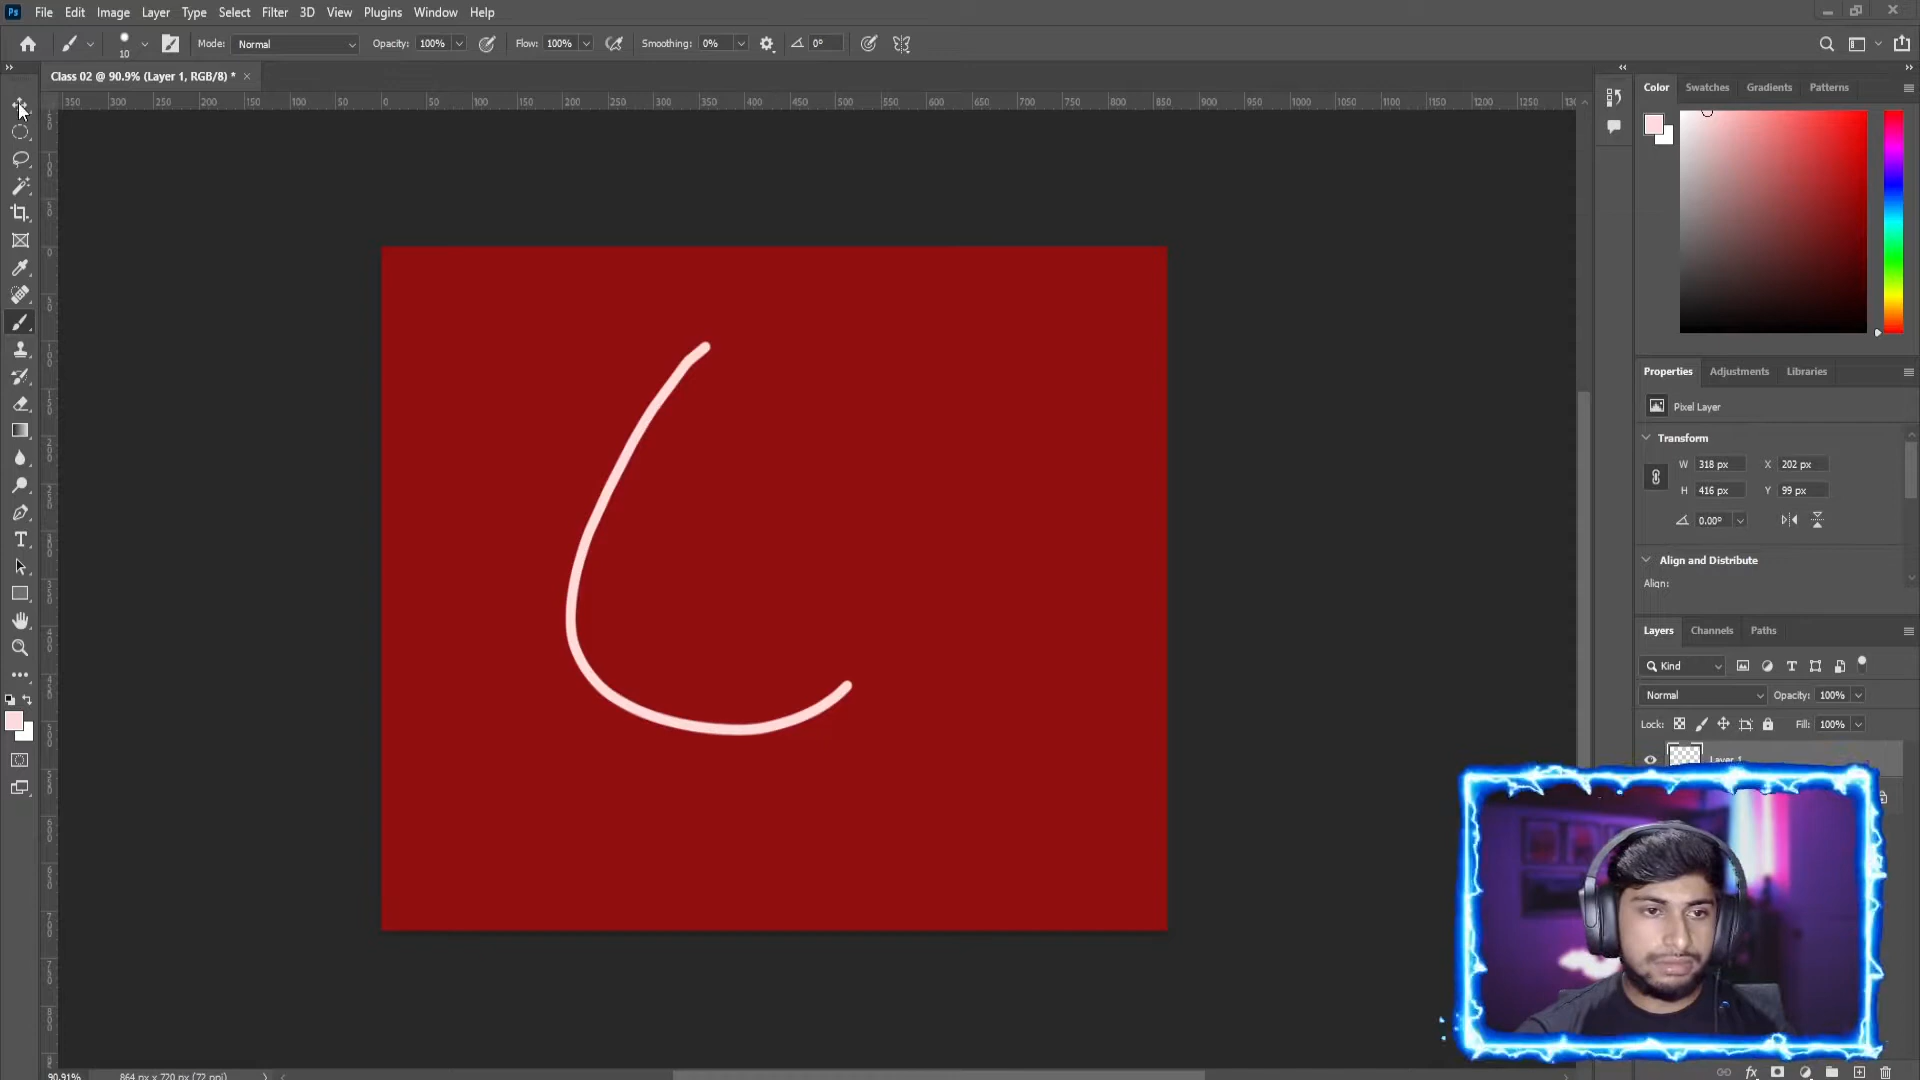 Ps File Edit Image Layer Type Select Filter 3D View Plugins Window Help
10 Mode: Normal Opacity: 100% Flow: 100% Smoothing: 0% 0°
Class 02 @ 90.9% (Layer 1, RGB/8) *
350 300 250 200 150 100 50 0 50 100 150 200 250 300 350 400 450 500 550 600 650 700 750 800 850 900 950 1000 1050 1100 1150 1200 1250
Color Swatches Gradients Patterns
Properties Adjustments Libraries
Pixel Layer
Transform
W 318 px X 202 px
H 416 px Y 99 px
0.00°
Align and Distribute
Align:
Layers Channels Paths
Kind
Normal Opacity: 100%
Lock: Fill: 100%
Layer 1
90.91% 864 px x 720 px (72 ppi)